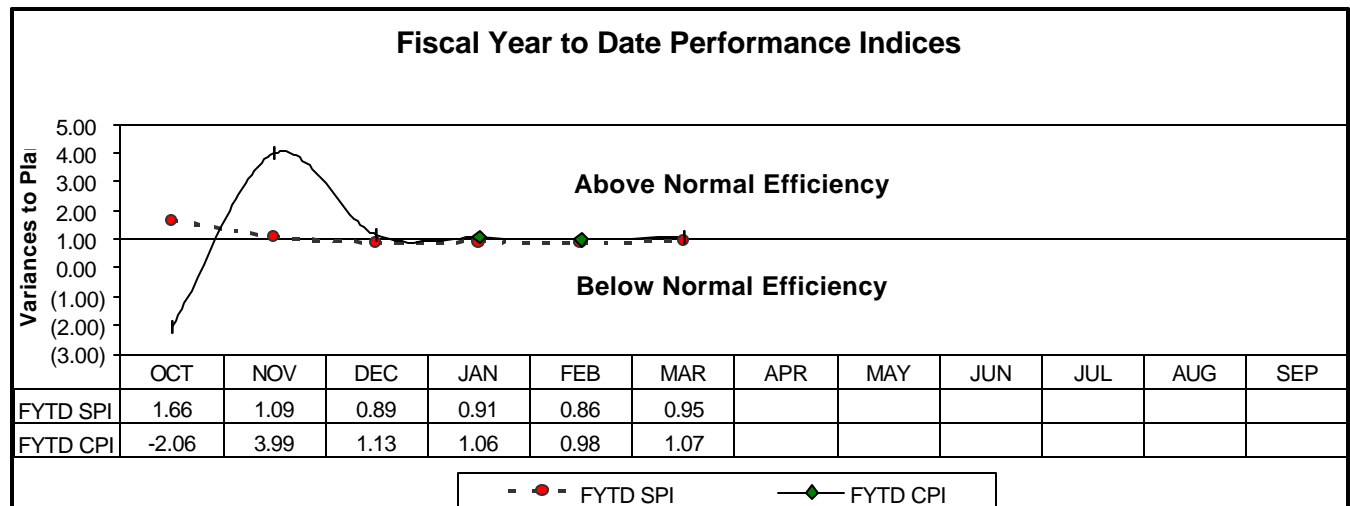 Fiscal Year to Date Performance Indices
Variances to Pla
5.00
4.00
3.00
2.00
1.00
0.00
(1.00)
(2.00)
(3.00)
Above Normal Efficiency
Below Normal Efficiency
OCT NOV DEC JAN FEB MAR APR MAY JUN JUL AUG SEP
FYTD SPI 1.66 1.09 0.89 0.91 0.86 0.95
FYTD CPI -2.06 3.99 1.13 1.06 0.98 1.07
FYTD SPI FYTD CPI